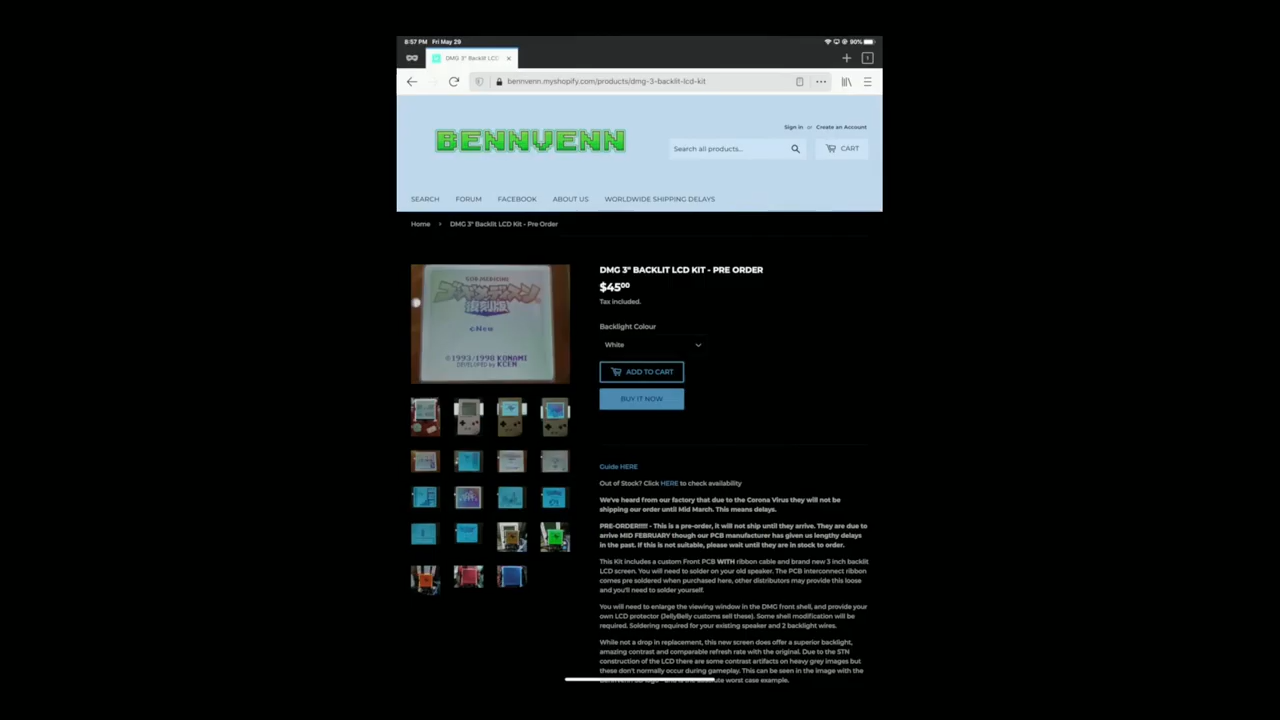 8:57 PM Fri May 29
90%
DMG 3" Backlit LCD
bennvenn.myshopify.com/products/dmg-3-backlit-lcd-kit
1
BENNVENN
Sign in or Create an Account
Search all products...
CART
SEARCH FORUM FACEBOOK ABOUT US WORLDWIDE SHIPPING DELAYS
Home › DMG 3" Backlit LCD Kit - Pre Order
DMG 3" BACKLIT LCD KIT - PRE ORDER
$45⁰⁰
Tax included.
Backlight Colour
White
ADD TO CART
BUY IT NOW
©1993/1998 KONAMI
DEVELOPED by KCEN
Guide HERE
Out of Stock? Click HERE to check availability
We've heard from our factory that due to the Corona Virus they will not be
shipping our order until Mid March. This means delays.
PRE-ORDER!!!!! - This is a pre-order, it will not ship until they arrive. They are due to
arrive MID FEBRUARY though our PCB manufacturer has given us lengthy delays
in the past. If this is not suitable, please wait until they are in stock to order.
This Kit includes a custom Front PCB WITH ribbon cable and brand new 3 inch backlit
LCD screen. You will need to solder on your old speaker. The PCB interconnect ribbon
comes pre soldered when purchased here, other distributors may provide this loose
and you'll need to solder yourself.
You will need to enlarge the viewing window in the DMG front shell, and provide your
own LCD protector (JellyBelly customs sell these). Some shell modification will be
required. Soldering required for your existing speaker and 2 backlight wires.
While not a drop in replacement, this new screen does offer a superior backlight,
amazing contrast and comparable refresh rate with the original. Due to the STN
construction of the LCD there are some contrast artifacts on heavy grey images but
these don't normally occur during gameplay. This can be seen in the image with the
worst case example.